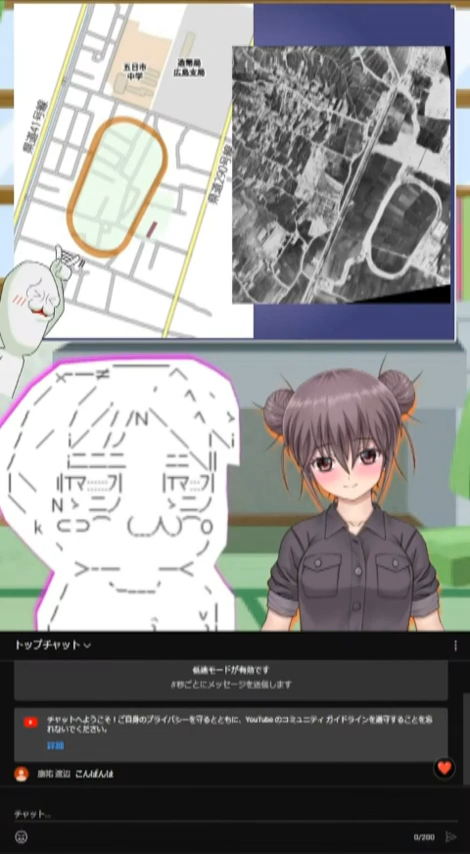 五日市
中学
造幣局
広島支局
県道41号線
県道290号線
トップチャット
低速モードが有効です
秒ごとにメッセージを送信します
チャットへようこそ！ご自身のプライバシーを守るとともに、YouTube のコミュニティ ガイドラインを遵守することを忘
れないでください。
詳細
こんばんは
チャット...
0/200